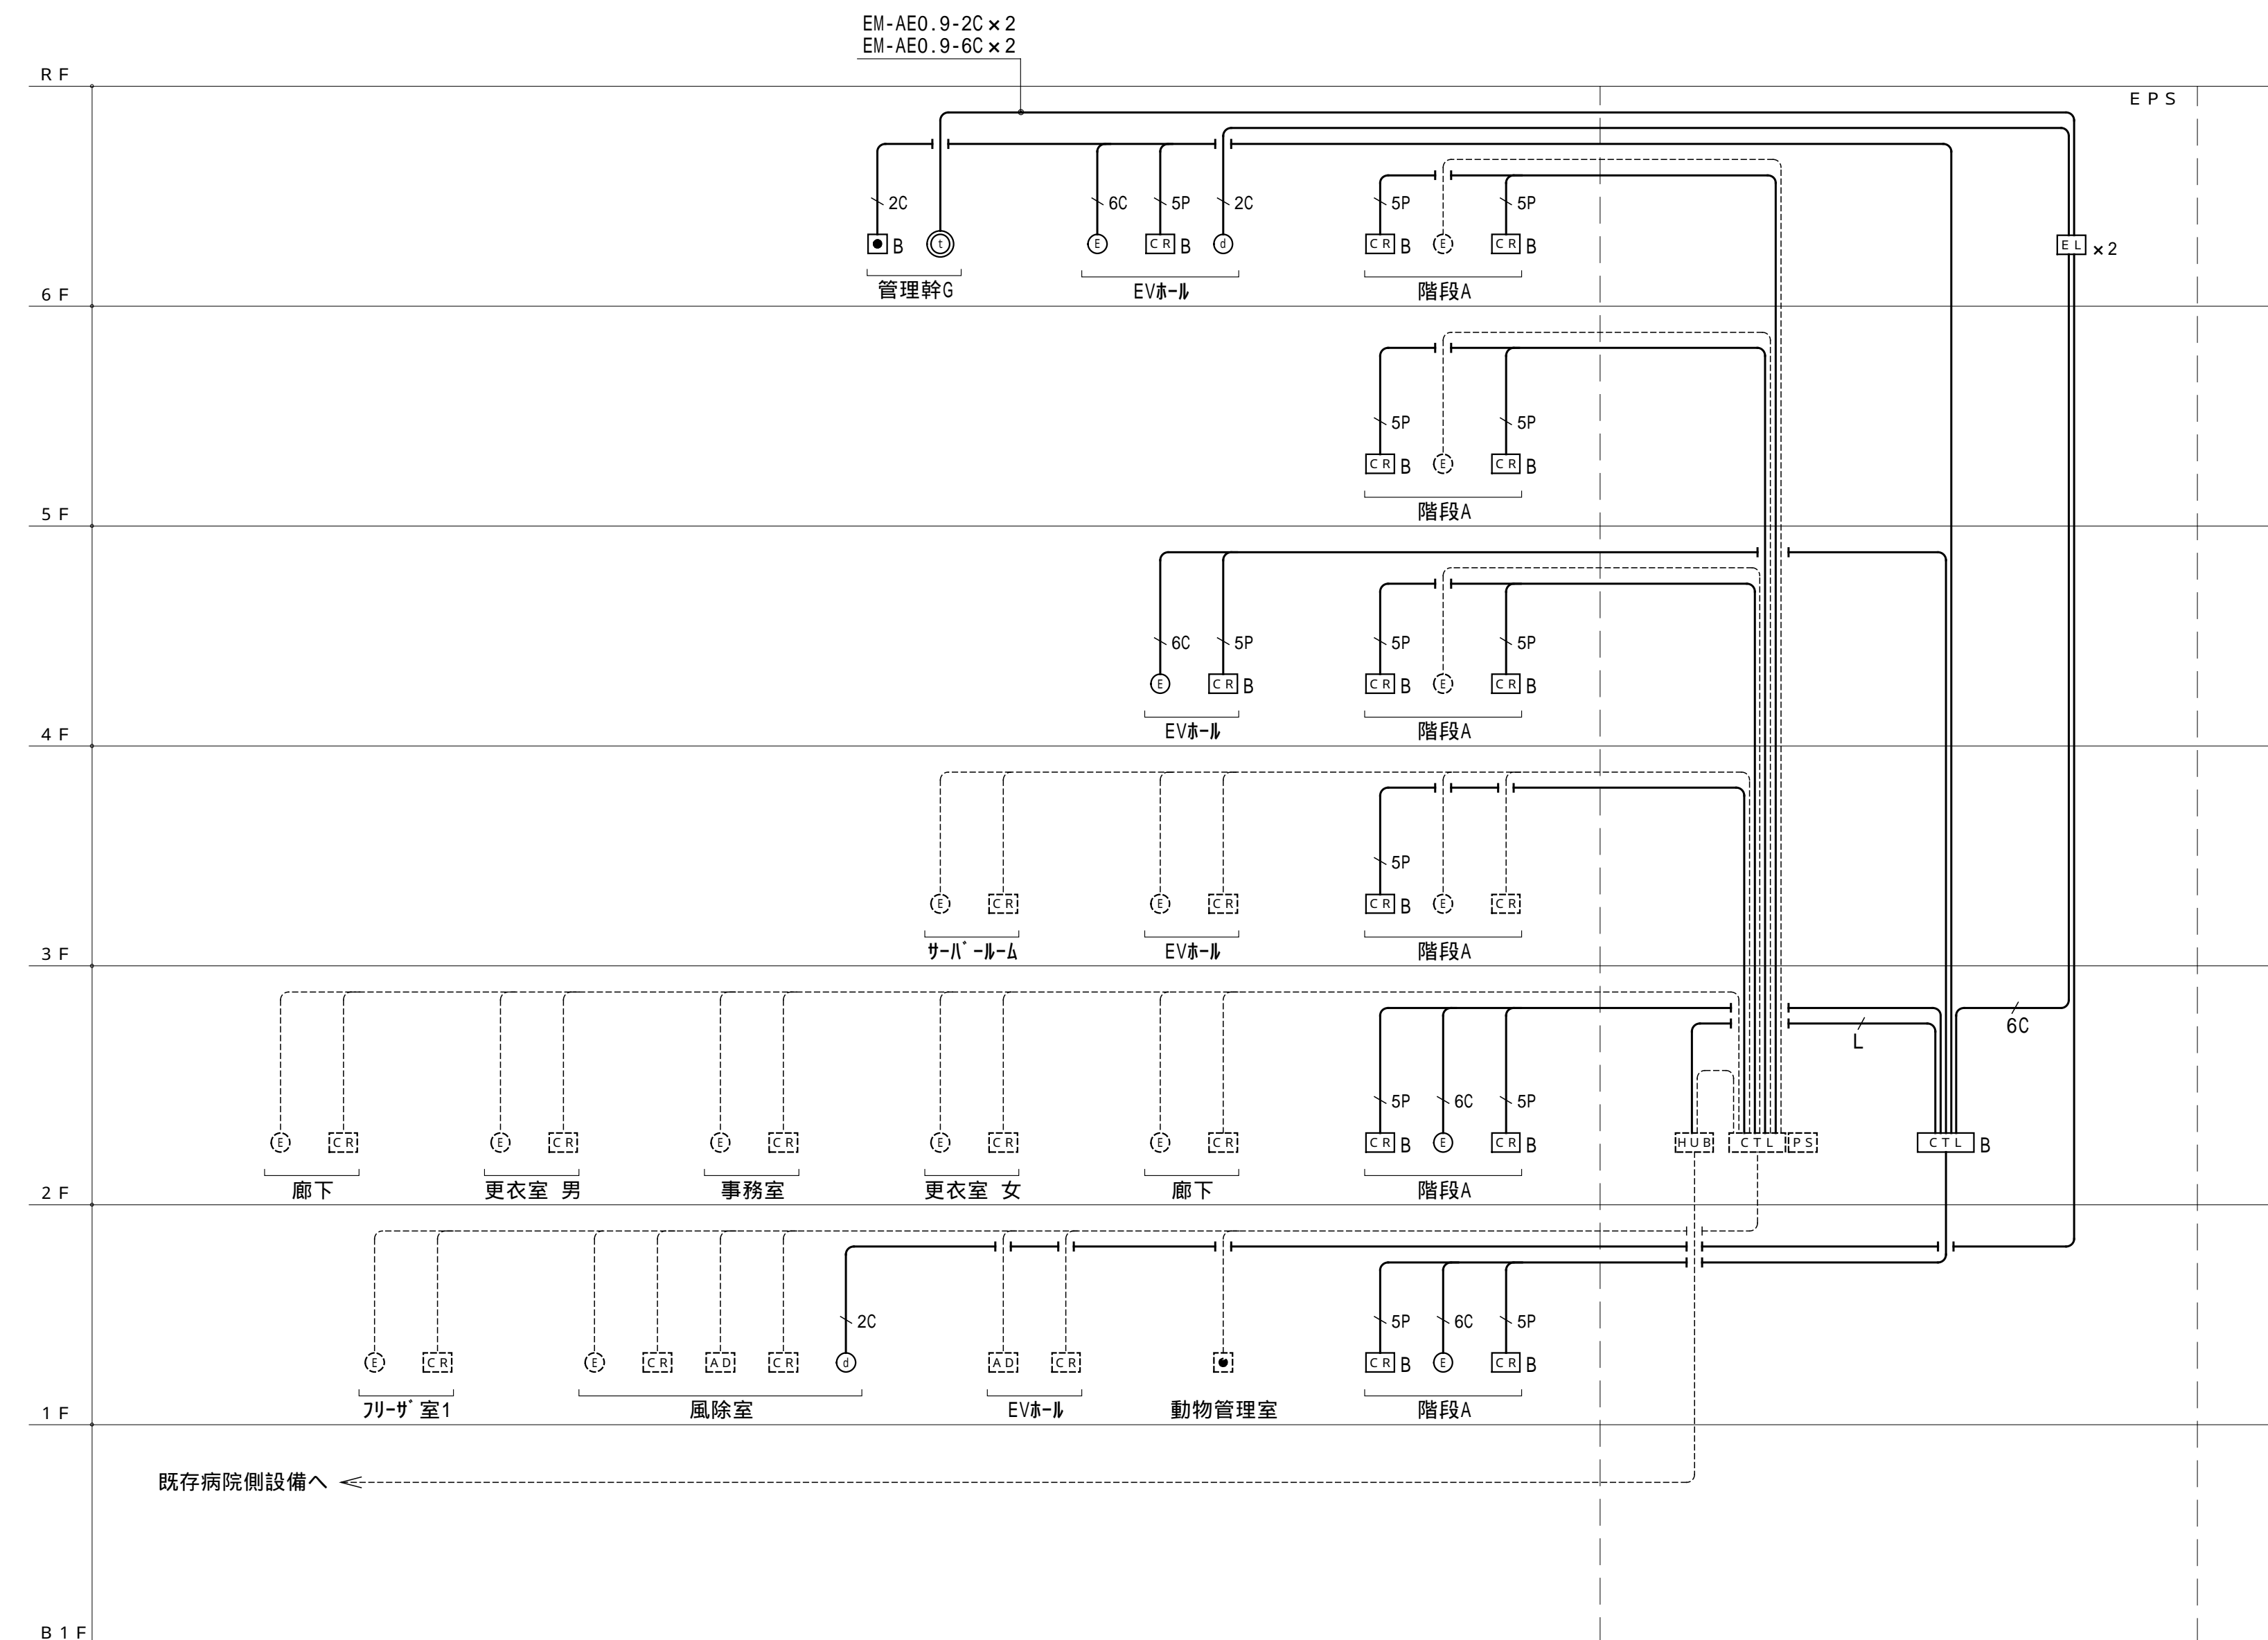 EM-AE0.9-2C×2
EM-AE0.9-6C×2
RF
EPS
2C 6C 5P 2C 5P 5P
B t E CR B d CR B E CR B EL ×2
管理幹G EVホール 階段A
6F
5P 5P
CR B E CR B
階段A
5F
6C 5P 5P 5P
E CR B CR B E CR B
EVホール 階段A
4F
5P
E CR E CR CR B E CR
サーバールーム EVホール 階段A
3F
6C
L
5P 6C 5P
E CR E CR E CR E CR E CR CR B E CR B HUB CTL PS CTL B
廊下 更衣室 男 事務室 更衣室 女 廊下 階段A
2F
2C 5P 6C 5P
E CR E CR AD CR d AD CR CR B E CR B
フリーザ室1 風除室 EVホール 動物管理室 階段A
1F
既存病院側設備へ
B1F